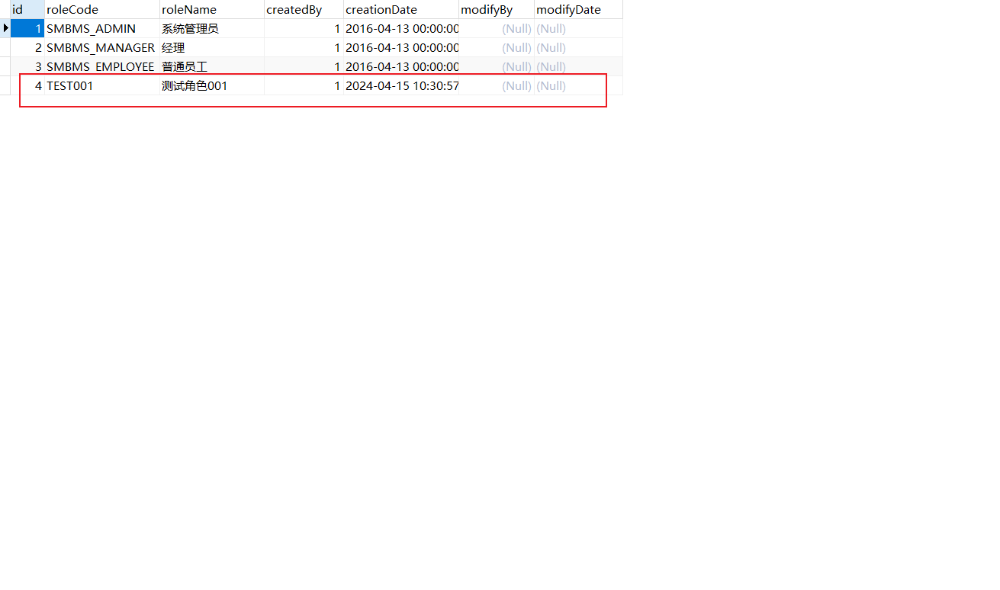 id roleCode roleName createdBy creationDate modifyBy modifyDate
1 SMBMS_ADMIN 系统管理员 1 2016-04-13 00:00:00 (Null) (Null)
2 SMBMS_MANAGER 经理 1 2016-04-13 00:00:00 (Null) (Null)
3 SMBMS_EMPLOYEE 普通员工 1 2016-04-13 00:00:00 (Null) (Null)
4 TEST001 测试角色001 1 2024-04-15 10:30:57 (Null) (Null)